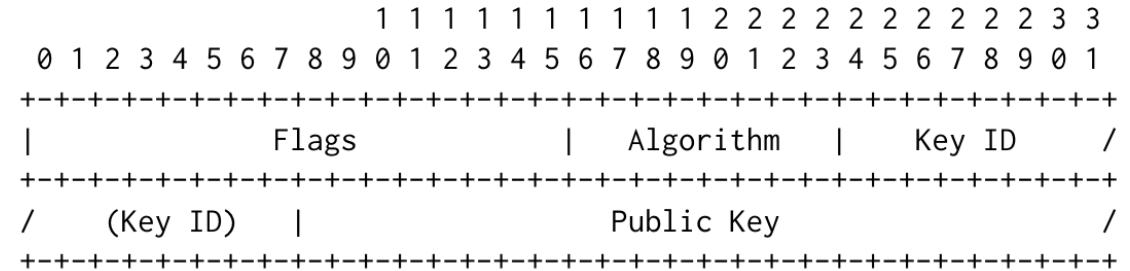 1 1 1 1 1 1 1 1 1 1 2 2 2 2 2 2 2 2 2 2 3 3
 0 1 2 3 4 5 6 7 8 9 0 1 2 3 4 5 6 7 8 9 0 1 2 3 4 5 6 7 8 9 0 1
+-+-+-+-+-+-+-+-+-+-+-+-+-+-+-+-+-+-+-+-+-+-+-+-+-+-+-+-+-+-+-+-+
|              Flags            |   Algorithm   |    Key ID     /
+-+-+-+-+-+-+-+-+-+-+-+-+-+-+-+-+-+-+-+-+-+-+-+-+-+-+-+-+-+-+-+-+
/    (Key ID)   |                  Public Key                   /
+-+-+-+-+-+-+-+-+-+-+-+-+-+-+-+-+-+-+-+-+-+-+-+-+-+-+-+-+-+-+-+-+